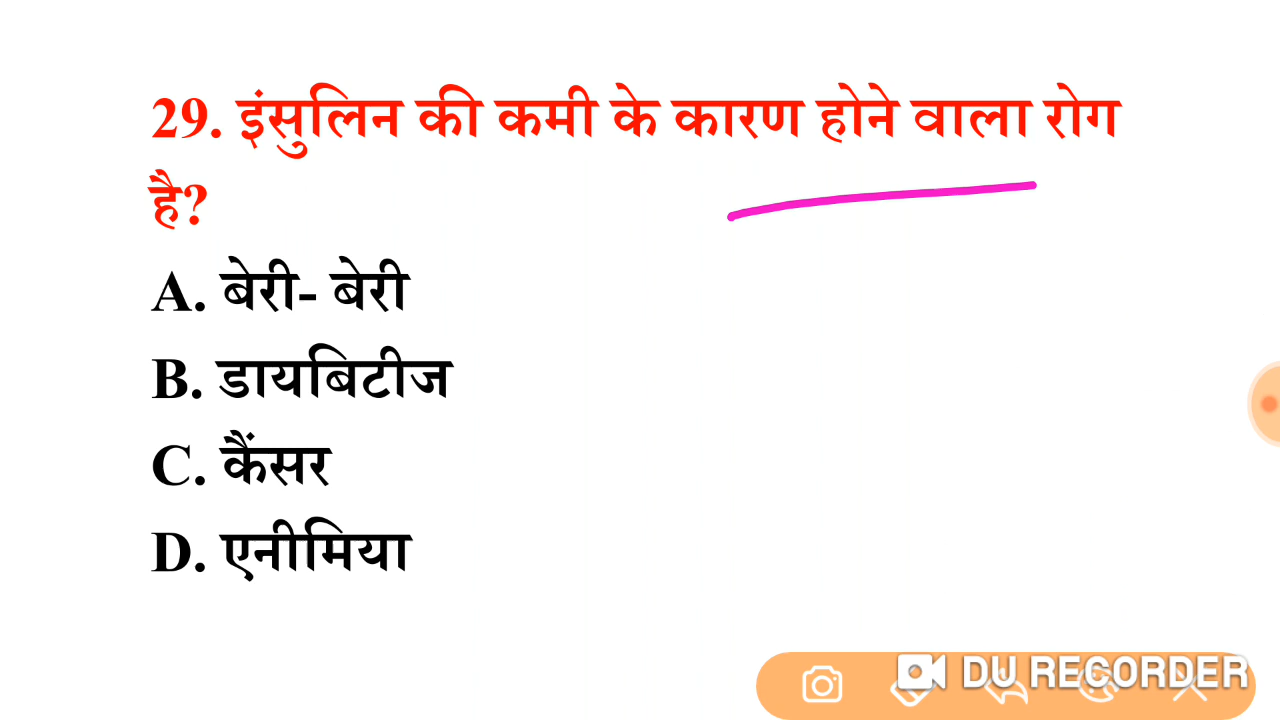 29. इंसुलिन की कमी के कारण होने वाला रोग
है?
A. बेरी- बेरी
B. डायबिटीज
C. कैंसर
D. एनीमिया
DU RECORDER